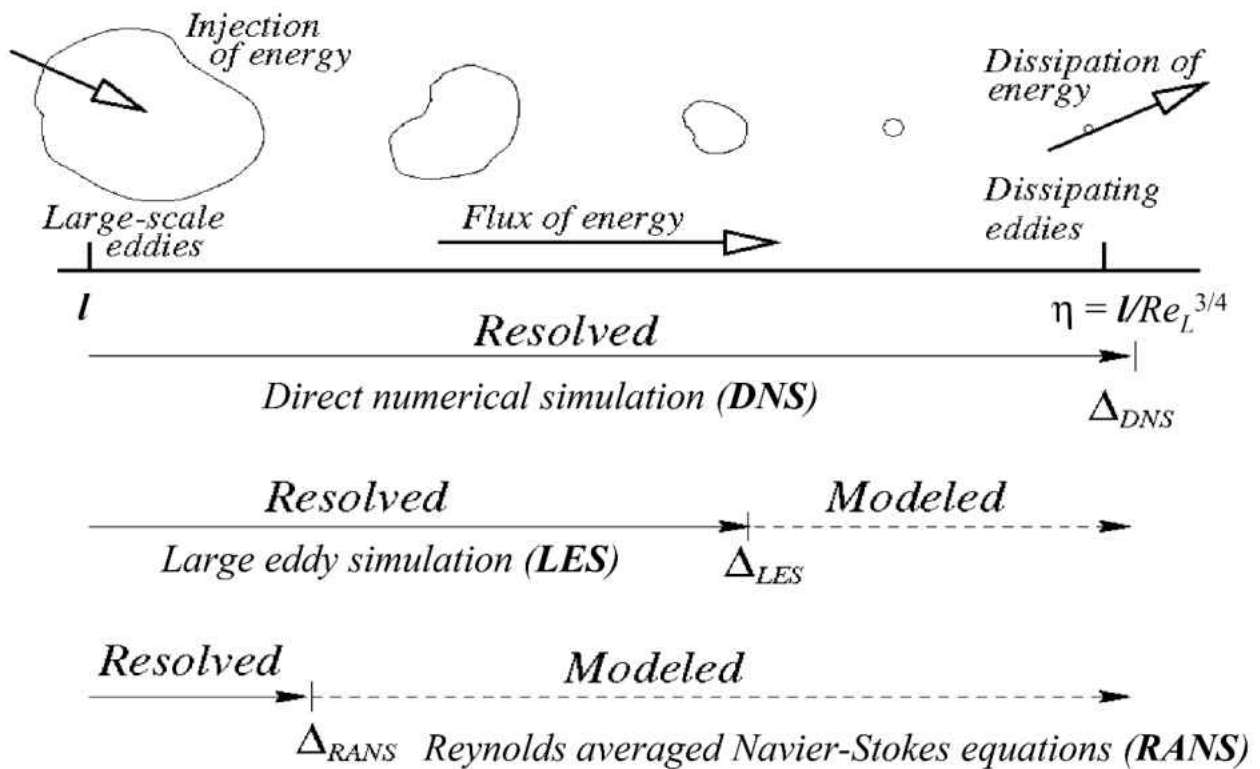 Injection
of energy
Dissipation of
energy
Large-scale
eddies
Flux of energy
Dissipating
eddies
l
η = l/Re_L^3/4
Resolved
Direct numerical simulation (DNS)
Δ_DNS
Resolved
Modeled
Large eddy simulation (LES)
Δ_LES
Resolved
Modeled
Δ_RANS
Reynolds averaged Navier-Stokes equations (RANS)